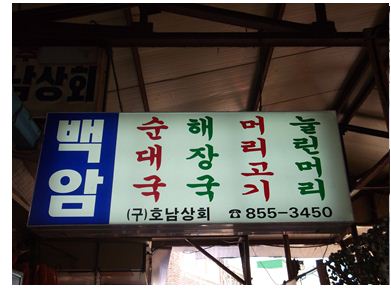 남상회
백암
순대국
해장국
머리고기
눌린머리
(구)호남상회 ☎855-3450